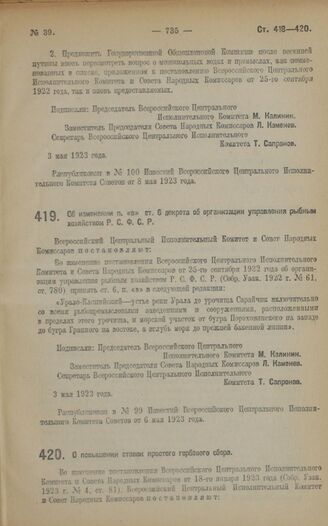 № 39. — 735 — Ст. 418—420.
2. Предложить Государственной Общеплановой Комиссии после весенней
путины вновь пересмотреть вопрос о монопольных водах и промыслах, как поиме-
нованных в списке, приложенном к постановлению Всероссийского Центрального
Исполнительного Комитета и Совета Народных Комиссаров от 25-го сентября
1922 года, так и вновь предоставляемых.
Подписали: Председатель Всероссийского Центрального
Исполнительного Комитета М. Калинин.
Заместитель Председателя Совета Народных Комиссаров Л. Каменев.
Секретарь Всероссийского Центрального Исполнительного
Комитета Т. Сапронов.
3 мая 1923 года.
Распубликован в № 100 Известий Всероссийского Центрального Исполни-
тельного Комитета Советов от 8 мая 1923 года.
419. Об изменении п. «в» ст. 6 декрета об организации управления рыбным
хозяйством Р. С. Ф. С. Р.
Всероссийский Центральный Исполнительный Комитет и Совет Народных
Комиссаров постановляют:
Во изменение постановления Всероссийского Центрального Исполнительного
Комитета и Совета Народных Комиссаров от 25-го сентября 1922 года об орга-
низации управления рыбным хозяйством Р. С. Ф. С. Р. (Собр. Узак. 1922 г. № 61,
ст. 780) принять ст. 6, п. «в» в следующей редакции:
«Урало-Каспийский—устье реки Урала до урочища Сарайчик включительно
со всеми рыбопромысловыми заведениями и сооружениями, расположенными
в пределах этого урочища, и морской участок от бугра Пороховинского на западе
до бугра Гранного на востоке, а вглубь моря до прежней бакенной линии».
Подписали: Председатель Всероссийского Центрального
Исполнительного Комитета М. Калинин.
Заместитель Председателя Совета Народных Комиссаров Л. Каменев.
Секретарь Всероссийского Центрального Исполнительного
Комитета Т. Сапронов.
3 мая 1923 года.
Распубликован в № 99 Известий Всероссийского Центрального Исполни-
тельного Комитета Советов от 6 мая 1923 года.
420. О повышении ставок простого гербового сбора.
Во изменение постановления Всероссийского Центрального Исполнительного
Комитета и Совета Народных Комиссаров от 18-го января 1923 года (Собр. Узак.
1923 г. № 4, ст. 81), Всероссийский Центральный Исполнительный Комитет
и Совет Народных Комиссаров постановляют: